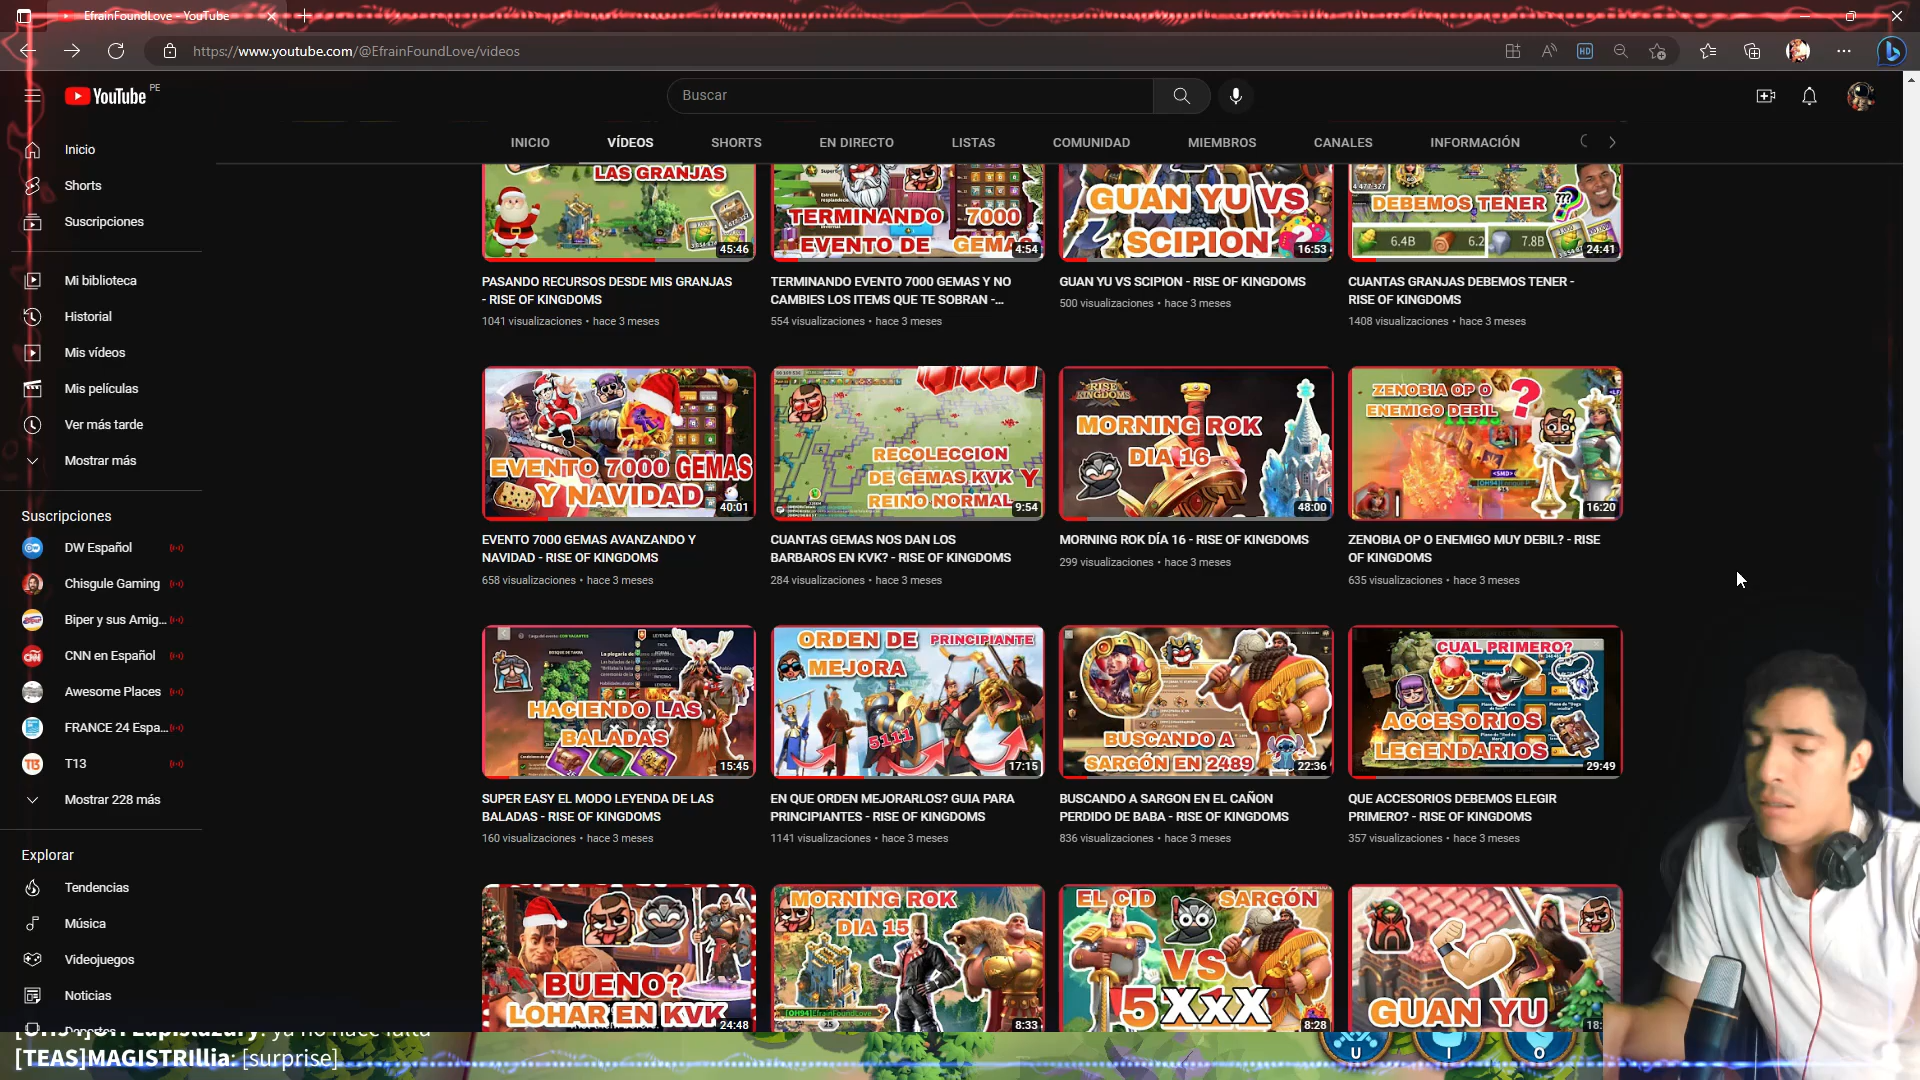 EfrainFoundLove - YouTube
https://www.youtube.com/@EfrainFoundLove/videos
YouTube PE
Buscar
INICIO
VÍDEOS
SHORTS
EN DIRECTO
LISTAS
COMUNIDAD
MIEMBROS
CANALES
INFORMACIÓN
Inicio
Shorts
Suscripciones
Mi biblioteca
Historial
Mis vídeos
Mis películas
Ver más tarde
Mostrar más
Suscripciones
DW Español
Chisgule Gaming
Biper y sus Amig...
CNN en Español
Awesome Places
FRANCE 24 Espa...
T13
Mostrar 228 más
Explorar
Tendencias
Música
Videojuegos
Noticias
Deportes
LAS GRANJAS
45:46
PASANDO RECURSOS DESDE MIS GRANJAS
- RISE OF KINGDOMS
1041 visualizaciones • hace 3 meses
TERMINANDO 7000
EVENTO DE GEMAS
4:54
TERMINANDO EVENTO 7000 GEMAS Y NO
CAMBIES LOS ITEMS QUE TE SOBRAN -...
554 visualizaciones • hace 3 meses
GUAN YU VS
SCIPION
16:53
GUAN YU VS SCIPION - RISE OF KINGDOMS
500 visualizaciones • hace 3 meses
4 477 327
DEBEMOS TENER
6.4B 6.2 7.8B
24:41
CUANTAS GRANJAS DEBEMOS TENER -
RISE OF KINGDOMS
1408 visualizaciones • hace 3 meses
EVENTO 7000 GEMAS
Y NAVIDAD
40:01
EVENTO 7000 GEMAS AVANZANDO Y
NAVIDAD - RISE OF KINGDOMS
658 visualizaciones • hace 3 meses
RECOLECCION
DE GEMAS KVK Y
REINO NORMAL
9:54
CUANTAS GEMAS NOS DAN LOS
BARBAROS EN KVK? - RISE OF KINGDOMS
284 visualizaciones • hace 3 meses
RISE
KINGDOMS
MORNING ROK
DIA 16
48:00
MORNING ROK DÍA 16 - RISE OF KINGDOMS
299 visualizaciones • hace 3 meses
ZENOBIA OP O
ENEMIGO DEBIL ?
16:20
ZENOBIA OP O ENEMIGO MUY DEBIL? - RISE
OF KINGDOMS
635 visualizaciones • hace 3 meses
HACIENDO LAS
BALADAS
15:45
SUPER EASY EL MODO LEYENDA DE LAS
BALADAS - RISE OF KINGDOMS
160 visualizaciones • hace 3 meses
ORDEN DE PRINCIPIANTE
MEJORA
5111
17:15
EN QUE ORDEN MEJORARLOS? GUIA PARA
PRINCIPIANTES - RISE OF KINGDOMS
1141 visualizaciones • hace 3 meses
BUSCANDO A
SARGÓN EN 2489
22:36
BUSCANDO A SARGON EN EL CAÑON
PERDIDO DE BABA - RISE OF KINGDOMS
836 visualizaciones • hace 3 meses
CUAL PRIMERO?
ACCESORIOS
LEGENDARIOS
29:49
QUE ACCESORIOS DEBEMOS ELEGIR
PRIMERO? - RISE OF KINGDOMS
357 visualizaciones • hace 3 meses
BUENO?
LOHAR EN KVK
24:48
MORNING ROK
DIA 15
[OH94]EfrainFoundLove
8:33
EL CID SARGÓN
VS
5XXX
8:28
GUAN YU
18:
ya no hace falta
[TEAS]MAGISTRIllia: [surprise]
U I O